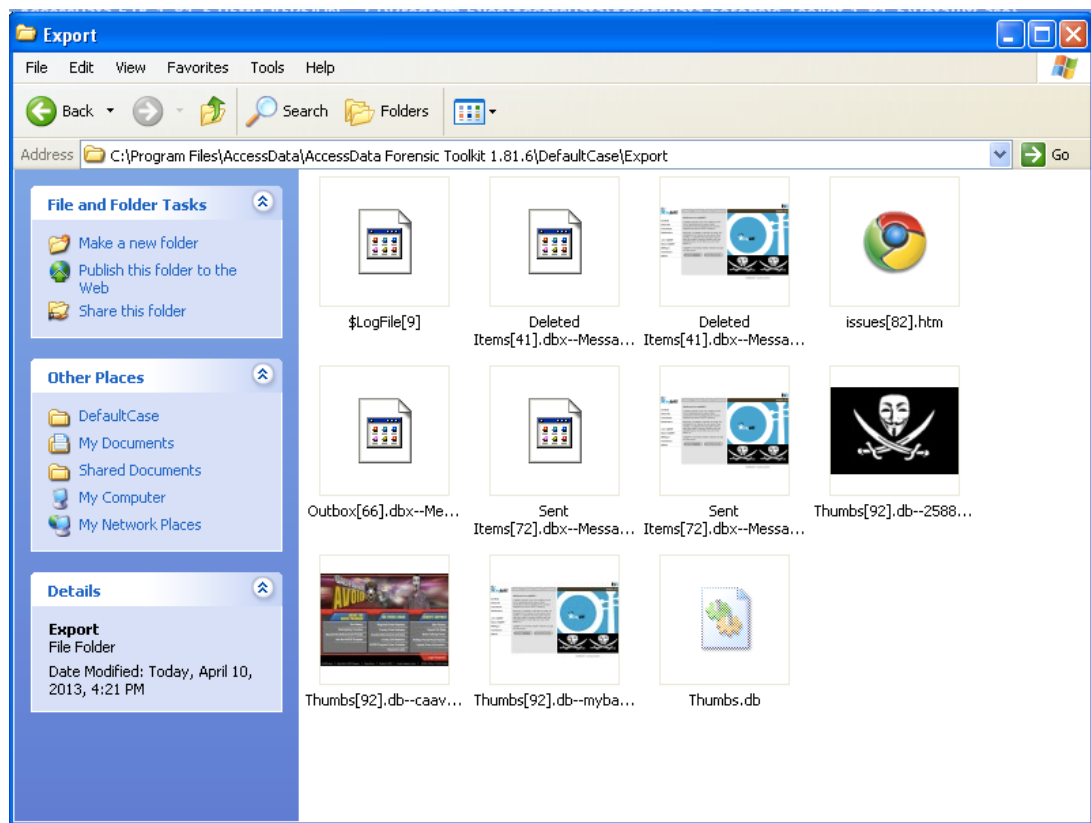 Export
File Edit View Favorites Tools Help
Back Search Folders
Address C:\Program Files\AccessData\AccessData Forensic Toolkit 1.81.6\DefaultCase\Export Go
File and Folder Tasks
Make a new folder
Publish this folder to the
Web
Share this folder
Other Places
DefaultCase
My Documents
Shared Documents
My Computer
My Network Places
Details
Export
File Folder
Date Modified: Today, April 10,
2013, 4:21 PM
$LogFile[9]
Deleted
Items[41].dbx--Messa...
Deleted
Items[41].dbx--Messa...
issues[82].htm
Outbox[66].dbx--Me...
Sent
Items[72].dbx--Messa...
Sent
Items[72].dbx--Messa...
Thumbs[92].db--2588...
AVOID
Thumbs[92].db--caav...
Thumbs[92].db--myba...
Thumbs.db